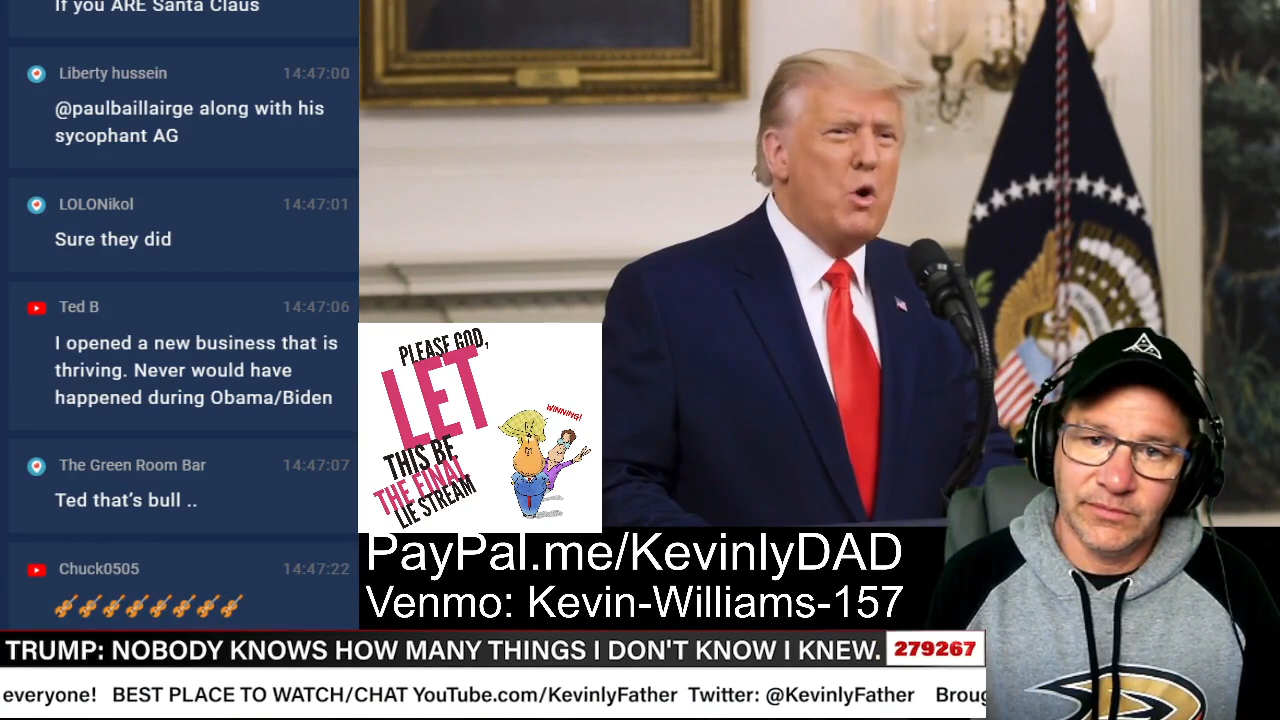 If you ARE Santa Claus
Liberty hussein 14:47:00
@paulbaillairge along with his
sycophant AG
LOLONikol 14:47:01
Sure they did
Ted B 14:47:06
I opened a new business that is
thriving. Never would have
happened during Obama/Biden
The Green Room Bar 14:47:07
Ted that’s bull ..
Chuck0505 14:47:22
PLEASE GOD,
LET
THIS BE
THE FINAL
LIE STREAM
WINNING!
PayPal.me/KevinlyDAD
Venmo: Kevin-Williams-157
TRUMP: NOBODY KNOWS HOW MANY THINGS I DON'T KNOW I KNEW. 279267
everyone! BEST PLACE TO WATCH/CHAT YouTube.com/KevinlyFather Twitter: @KevinlyFather Broug